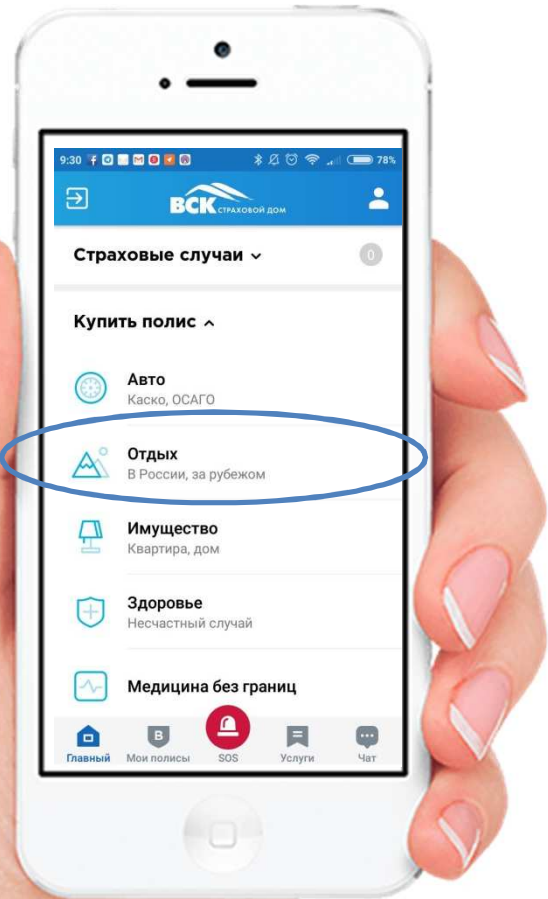 9:30
78%
ВСК СТРАХОВОЙ ДОМ
Страховые случаи
0
Купить полис
Авто
Каско, ОСАГО
Отдых
В России, за рубежом
Имущество
Квартира, дом
Здоровье
Несчастный случай
Медицина без границ
B
Главный Мои полисы SOS Услуги Чат